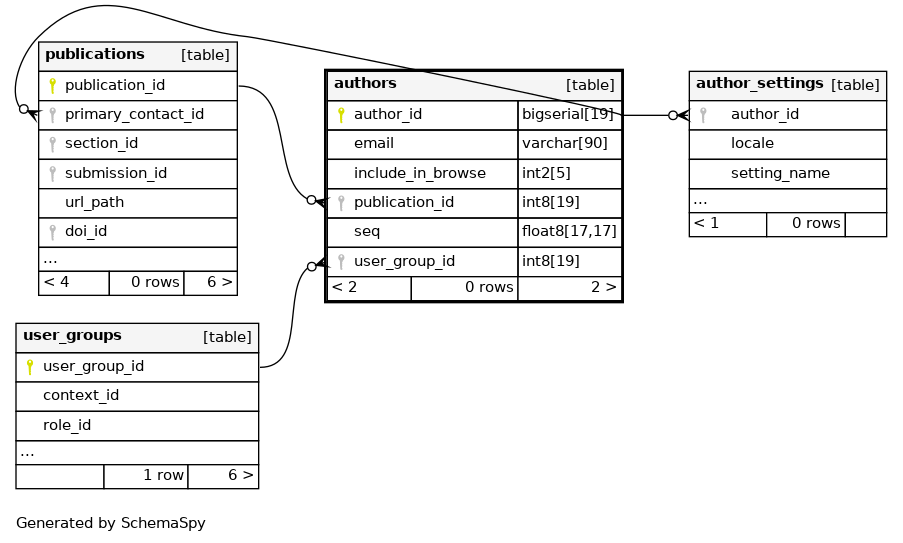 publications [table]
publication_id
primary_contact_id
section_id
submission_id
url_path
doi_id
...
< 4 0 rows 6 >
authors [table]
author_id bigserial[19]
email varchar[90]
include_in_browse int2[5]
publication_id int8[19]
seq float8[17,17]
user_group_id int8[19]
< 2 0 rows 2 >
author_settings [table]
author_id
locale
setting_name
...
< 1 0 rows
user_groups [table]
user_group_id
context_id
role_id
...
1 row 6 >
Generated by SchemaSpy